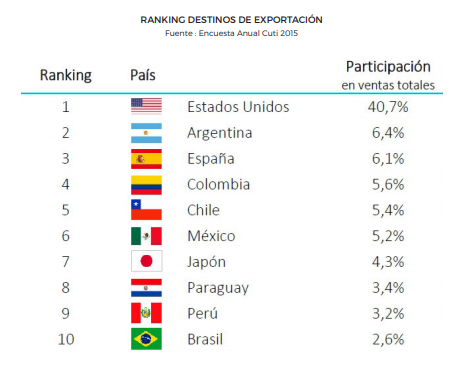 RANKING DESTINOS DE EXPORTACIÓN
Fuente : Encuesta Anual Cuti 2015
Ranking País Participación
en ventas totales
1 Estados Unidos 40,7%
2 Argentina 6,4%
3 España 6,1%
4 Colombia 5,6%
5 Chile 5,4%
6 México 5,2%
7 Japón 4,3%
8 Paraguay 3,4%
9 Perú 3,2%
10 Brasil 2,6%